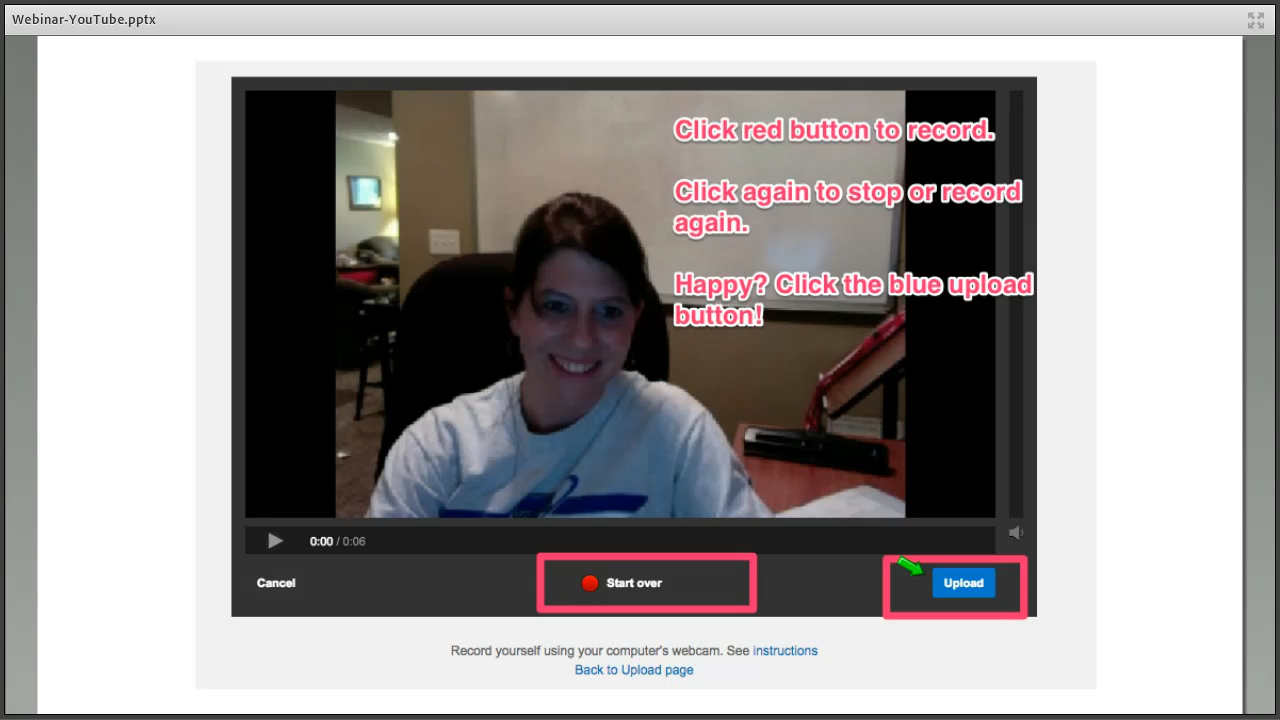 Webinar-YouTube.pptx
Click red button to record.
Click again to stop or record
again.
Happy? Click the blue upload
button!
0:00 / 0:06
Cancel
Start over
Upload
Record yourself using your computer's webcam. See instructions
Back to Upload page